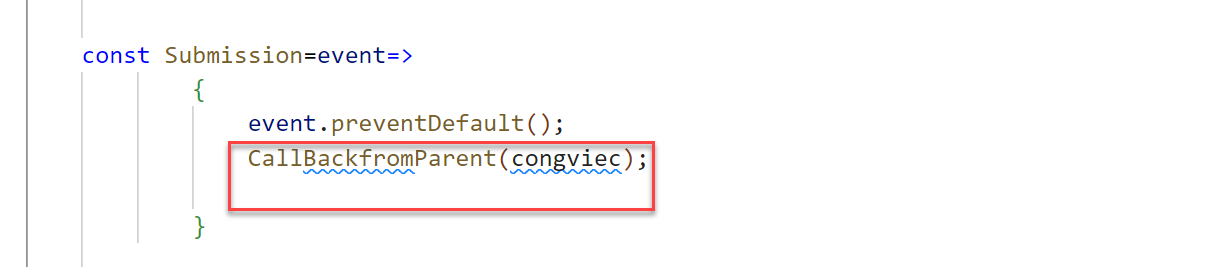 const Submission=event=>
{
event.preventDefault();
CallBackfromParent(congviec);
}